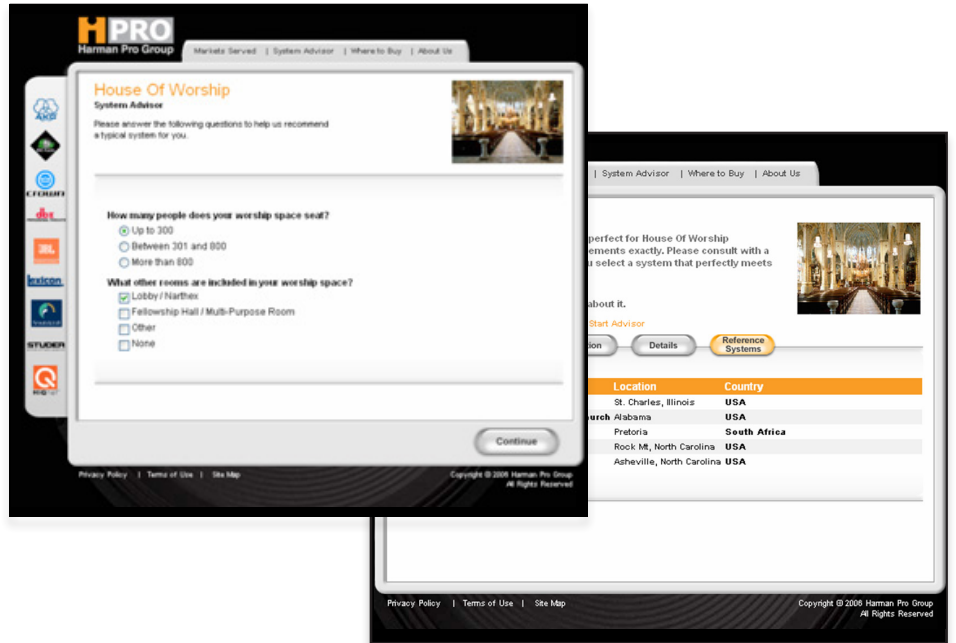 HPRO
Harman Pro Group
Markets Served | System Advisor | Where to Buy | About Us
House Of Worship
System Advisor
Please answer the following questions to help us recommend
a typical system for you.
AKG
crown
dbx
JBL
lexicon
STUDER
HiQnet
How many people does your worship space seat?
Up to 300
Between 301 and 800
More than 800
What other rooms are included in your worship space?
Lobby / Narthex
Fellowship Hall / Multi-Purpose Room
Other
None
Continue
Privacy Policy | Terms of Use | Site Map
Copyright © 2006 Harman Pro Group
All Rights Reserved
| System Advisor | Where to Buy | About Us
perfect for House Of Worship
ements exactly. Please consult with a
u select a system that perfectly meets
about it.
Start Advisor
ion
Details
Reference
Systems
Location Country
St. Charles, Illinois USA
urch Alabama USA
Pretoria South Africa
Rock Mt, North Carolina USA
Asheville, North Carolina USA
Privacy Policy | Terms of Use | Site Map
Copyright © 2006 Harman Pro Group
All Rights Reserved